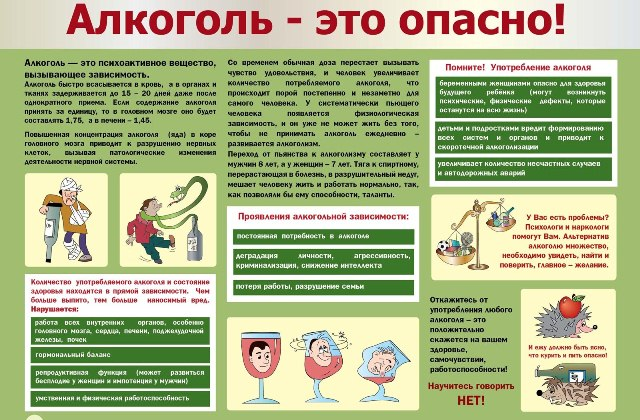 Алкоголь - это опасно!
Алкоголь — это психоактивное вещество,
вызывающее зависимость.
Алкоголь быстро всасывается в кровь, а в органах и
тканях задерживается до 15 – 20 дней даже после
однократного приема. Если содержание алкоголя
принять за единицу, то в головном мозге оно будет
составлять 1,75, а в печени – 1,45.
Повышенная концентрация алкоголя (яда) в коре
головного мозга приводит к разрушению нервных
клеток, вызывая патологические изменения
деятельности нервной системы.
Количество употребляемого алкоголя и состояние
здоровья находится в прямой зависимости. Чем
больше выпито, тем больше наносимый вред.
Нарушается:
работа всех внутренних органов, особенно
головного мозга, сердца, печени, поджелудочной
железы, почек
гормональный баланс
репродуктивная функция (может развиться
бесплодие у женщин и импотенция у мужчин)
умственная и физическая работоспособность
Со временем обычная доза перестает вызывать
чувство удовольствия, и человек увеличивает
количество потребляемого алкоголя, что
происходит порой постепенно и незаметно для
самого человека. У систематически пьющего
человека появляется физиологическая
зависимость, и он уже не может жить без того,
чтобы не принимать алкоголь ежедневно –
развивается алкоголизм.
Переход от пьянства к алкоголизму составляет у
мужчин 8 лет, а у женщин – 7 лет. Тяга к спиртному,
перерастающая в болезнь, в разрушительный недуг,
мешает человеку жить и работать нормально, так,
как позволяли бы ему способности, таланты.
Проявления алкогольной зависимости:
постоянная потребность в алкоголе
деградация личности, агрессивность,
криминализация, снижение интеллекта
потеря работы, разрушение семьи
Помните! Употребление алкоголя
беременными женщинами опасно для здоровья
будущего ребенка (могут возникнуть
психические, физические дефекты, которые
останутся на всю жизнь)
детьми и подростками вредит формированию
всех систем и органов и приводит к
скоротечной алкоголизации
увеличивает количество несчастных случаев
и автодорожных аварий
У Вас есть проблемы?
Психологи и наркологи
помогут Вам. Альтернатив
алкоголю множество,
необходимо увидеть, найти и
поверить, главное – желание.
Откажитесь от
употребления любого
алкоголя – это
положительно
скажется на вашем
здоровье,
самочувствии,
работоспособности!
Научитесь говорить
НЕТ!
И ежу должно быть ясно,
что курить и пить опасно!